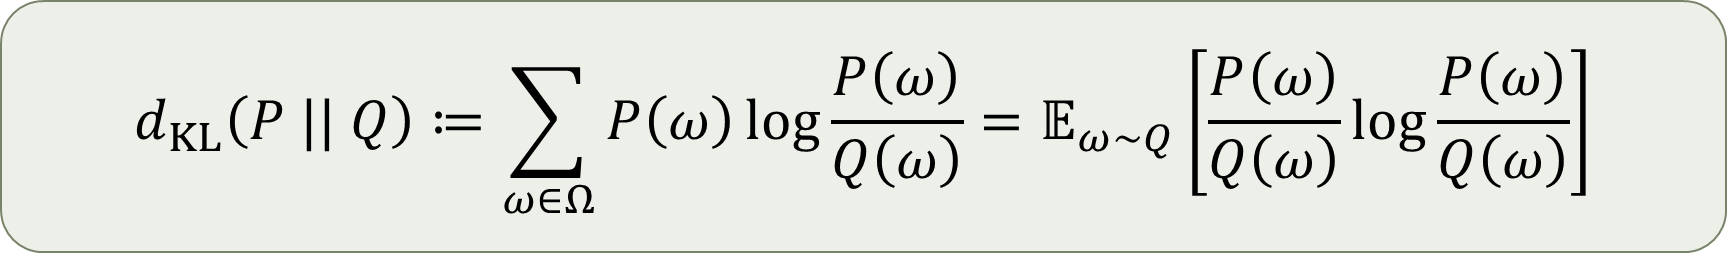 d_KL(P || Q) ≔ ∑_{ω∈Ω} P(ω) log P(ω)/Q(ω) = 𝔼_{ω~Q} [P(ω)/Q(ω) log P(ω)/Q(ω)]